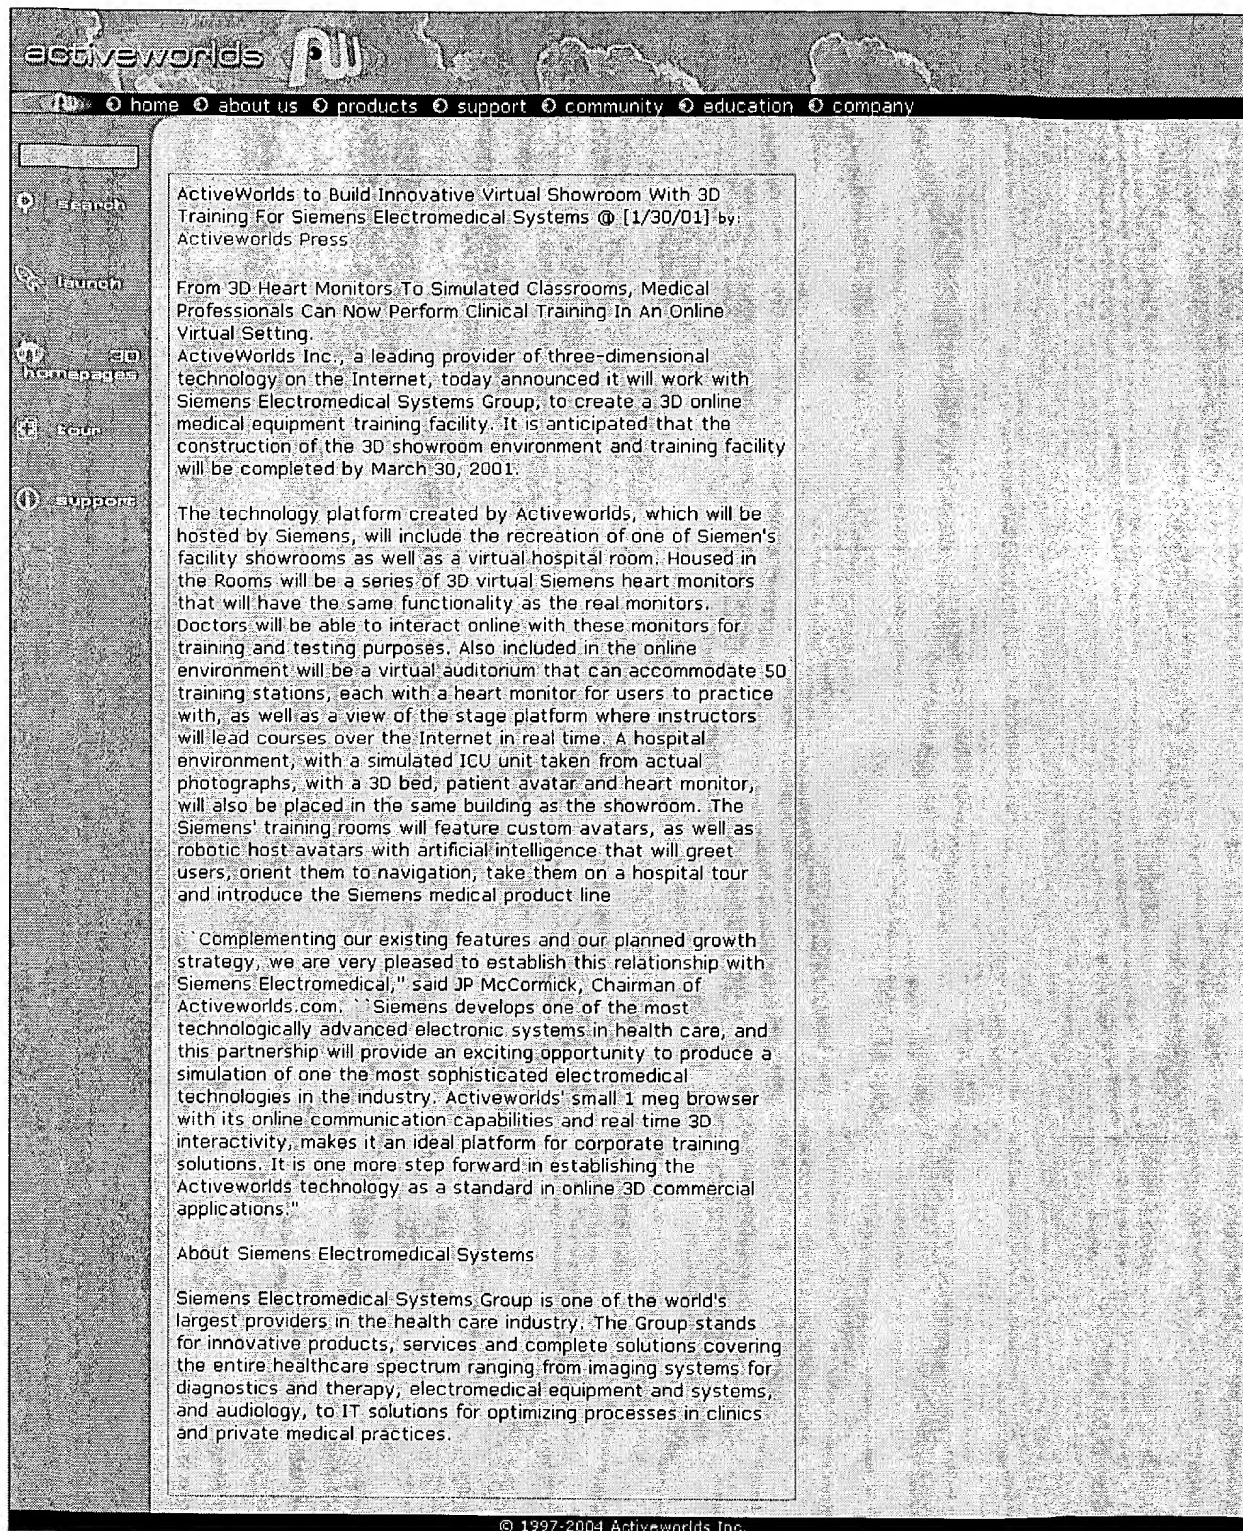 activeworlds
home about us products support community education company
search
launch
3D
homepages
tour
support
ActiveWorlds to Build Innovative Virtual Showroom With 3D
Training For Siemens Electromedical Systems @ [1/30/01] by:
Activeworlds Press
From 3D Heart Monitors To Simulated Classrooms, Medical
Professionals Can Now Perform Clinical Training In An Online
Virtual Setting.
ActiveWorlds Inc., a leading provider of three-dimensional
technology on the Internet, today announced it will work with
Siemens Electromedical Systems Group, to create a 3D online
medical equipment training facility. It is anticipated that the
construction of the 3D showroom environment and training facility
will be completed by March 30, 2001.
The technology platform created by Activeworlds, which will be
hosted by Siemens, will include the recreation of one of Siemen's
facility showrooms as well as a virtual hospital room. Housed in
the Rooms will be a series of 3D virtual Siemens heart monitors
that will have the same functionality as the real monitors.
Doctors will be able to interact online with these monitors for
training and testing purposes. Also included in the online
environment will be a virtual auditorium that can accommodate 50
training stations, each with a heart monitor for users to practice
with, as well as a view of the stage platform where instructors
will lead courses over the Internet in real time. A hospital
environment, with a simulated ICU unit taken from actual
photographs, with a 3D bed, patient avatar and heart monitor,
will also be placed in the same building as the showroom. The
Siemens' training rooms will feature custom avatars, as well as
robotic host avatars with artificial intelligence that will greet
users, orient them to navigation, take them on a hospital tour
and introduce the Siemens medical product line
``Complementing our existing features and our planned growth
strategy, we are very pleased to establish this relationship with
Siemens Electromedical," said JP McCormick, Chairman of
Activeworlds.com. ``Siemens develops one of the most
technologically advanced electronic systems in health care, and
this partnership will provide an exciting opportunity to produce a
simulation of one the most sophisticated electromedical
technologies in the industry. Activeworlds' small 1 meg browser
with its online communication capabilities and real time 3D
interactivity, makes it an ideal platform for corporate training
solutions. It is one more step forward in establishing the
Activeworlds technology as a standard in online 3D commercial
applications."
About Siemens Electromedical Systems
Siemens Electromedical Systems Group is one of the world's
largest providers in the health care industry. The Group stands
for innovative products, services and complete solutions covering
the entire healthcare spectrum ranging from imaging systems for
diagnostics and therapy, electromedical equipment and systems,
and audiology, to IT solutions for optimizing processes in clinics
and private medical practices.
© 1997-2004 Activeworlds Inc.